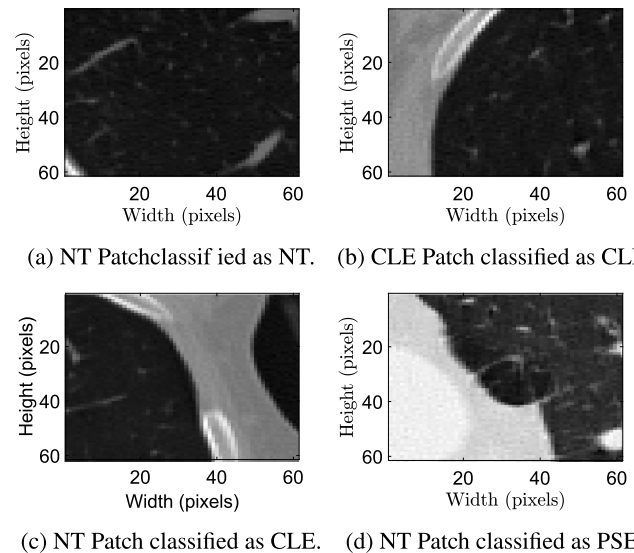 20
40
60
20 40 60
Height (pixels)
Width (pixels)
20
40
60
20 40 60
Height (pixels)
Width (pixels)
(a) NT Patchclassif ied as NT.
(b) CLE Patch classified as CL
20
40
60
20 40 60
Height (pixels)
Width (pixels)
20
40
60
20 40 60
Height (pixels)
Width (pixels)
(c) NT Patch classified as CLE.
(d) NT Patch classified as PSE